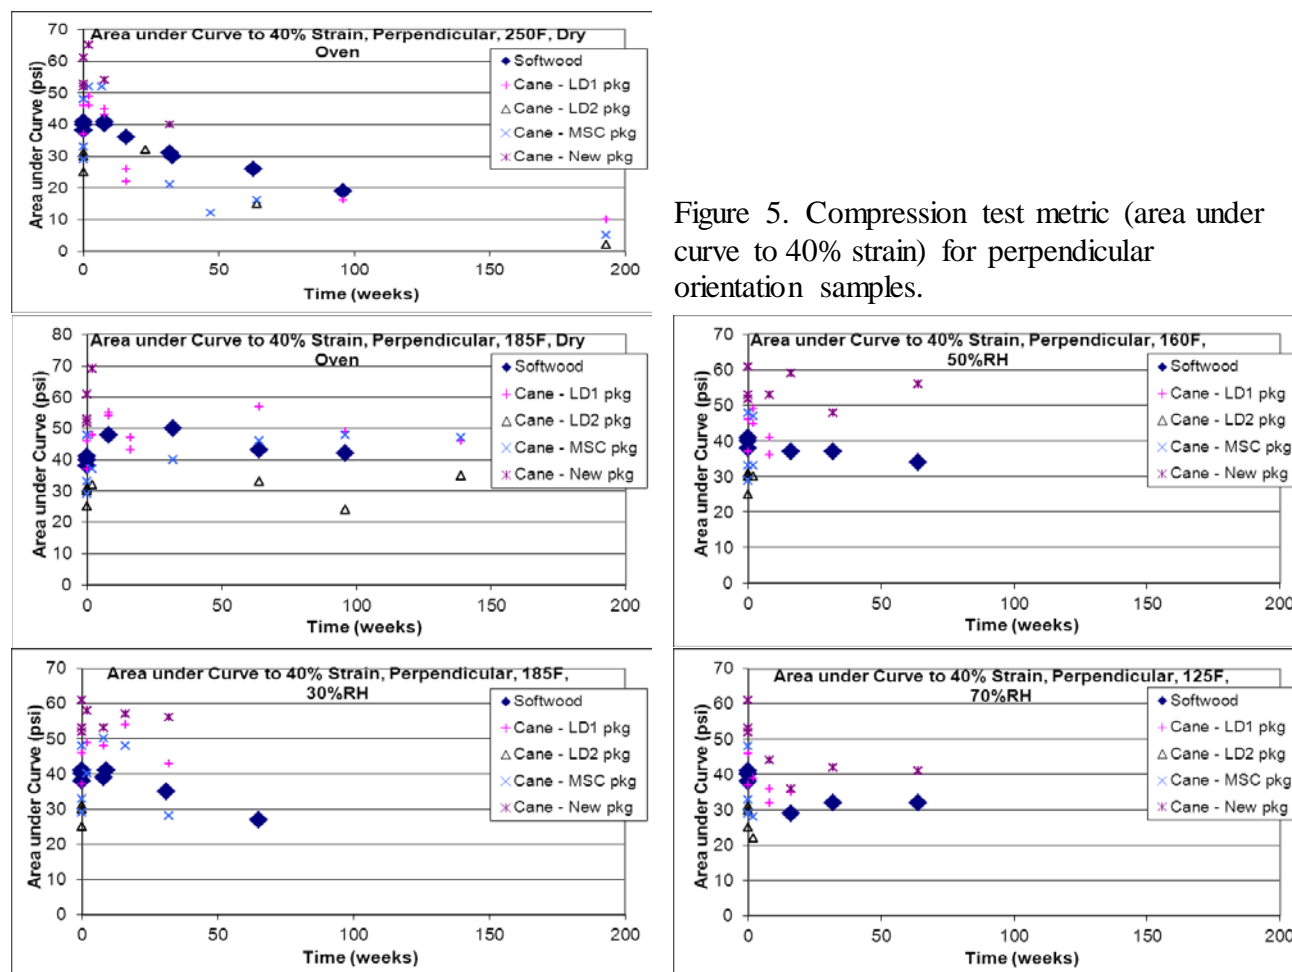 Area under Curve to 40% Strain, Perpendicular, 250F, Dry
Oven
Area under Curve (psi)
70
60
50
40
30
20
10
0
0 50 100 150 200
Time (weeks)
Softwood
Cane - LD1 pkg
Cane - LD2 pkg
Cane - MSC pkg
Cane - New pkg
Figure 5. Compression test metric (area under
curve to 40% strain) for perpendicular
orientation samples.
Area under Curve to 40% Strain, Perpendicular, 185F, Dry
Oven
Area under Curve (psi)
80
70
60
50
40
30
20
10
0
0 50 100 150 200
Time (weeks)
Softwood
Cane - LD1 pkg
Cane - LD2 pkg
Cane - MSC pkg
Cane - New pkg
Area under Curve to 40% Strain, Perpendicular, 160F,
50%RH
Area under Curve (psi)
70
60
50
40
30
20
10
0
0 50 100 150 200
Time (weeks)
Softwood
Cane - LD1 pkg
Cane - LD2 pkg
Cane - MSC pkg
Cane - New pkg
Area under Curve to 40% Strain, Perpendicular, 185F,
30%RH
Area under Curve (psi)
70
60
50
40
30
20
10
0
0 50 100 150 200
Time (weeks)
Softwood
Cane - LD1 pkg
Cane - LD2 pkg
Cane - MSC pkg
Cane - New pkg
Area under Curve to 40% Strain, Perpendicular, 125F,
70%RH
Area under Curve (psi)
70
60
50
40
30
20
10
0
0 50 100 150 200
Time (weeks)
Softwood
Cane - LD1 pkg
Cane - LD2 pkg
Cane - MSC pkg
Cane - New pkg